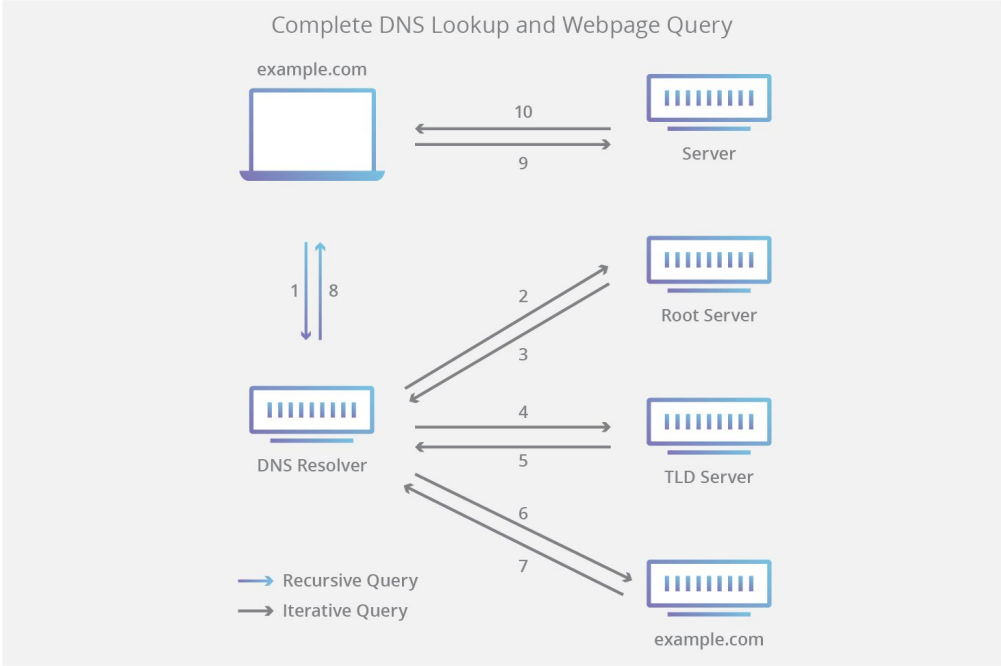 Complete DNS Lookup and Webpage Query
example.com
10
9
Server
1
8
2
3
Root Server
DNS Resolver
4
5
TLD Server
6
7
example.com
Recursive Query
Iterative Query